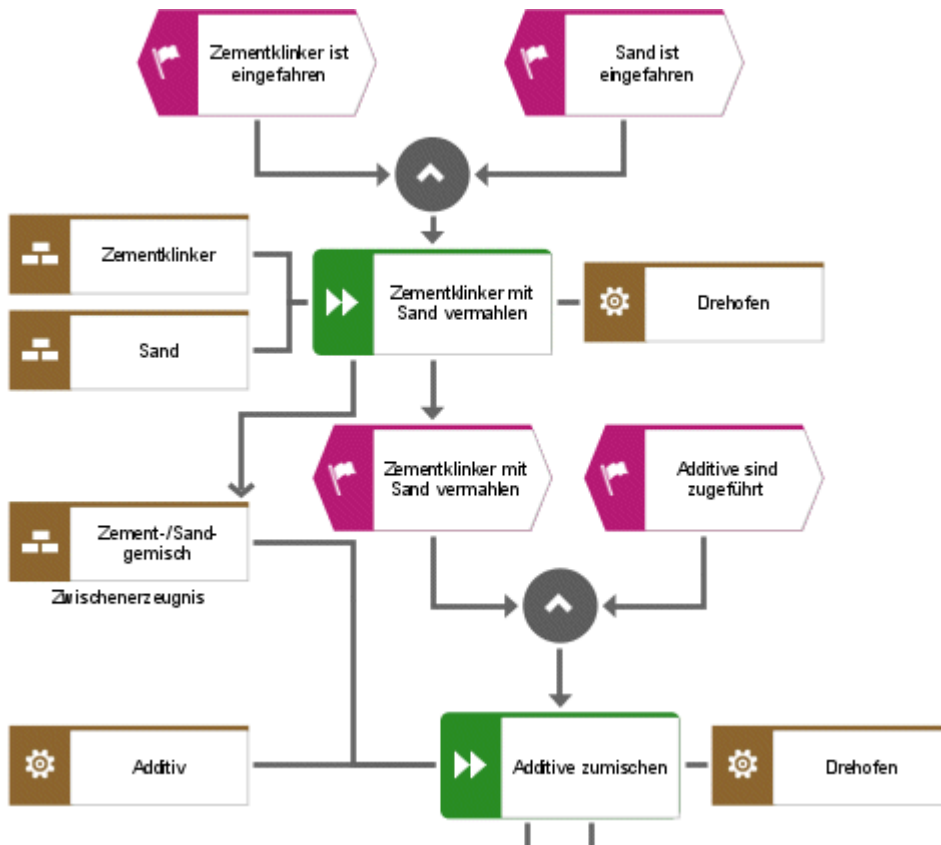 Zementklinker ist
eingefahren
Sand ist
eingefahren
Zementklinker
Zementklinker mit
Sand vermahlen
Drehofen
Sand
Zementklinker mit
Sand vermahlen
Additive sind
zugeführt
Zement-/Sand-
gemisch
Zwischenerzeugnis
Additiv
Additive zumischen
Drehofen